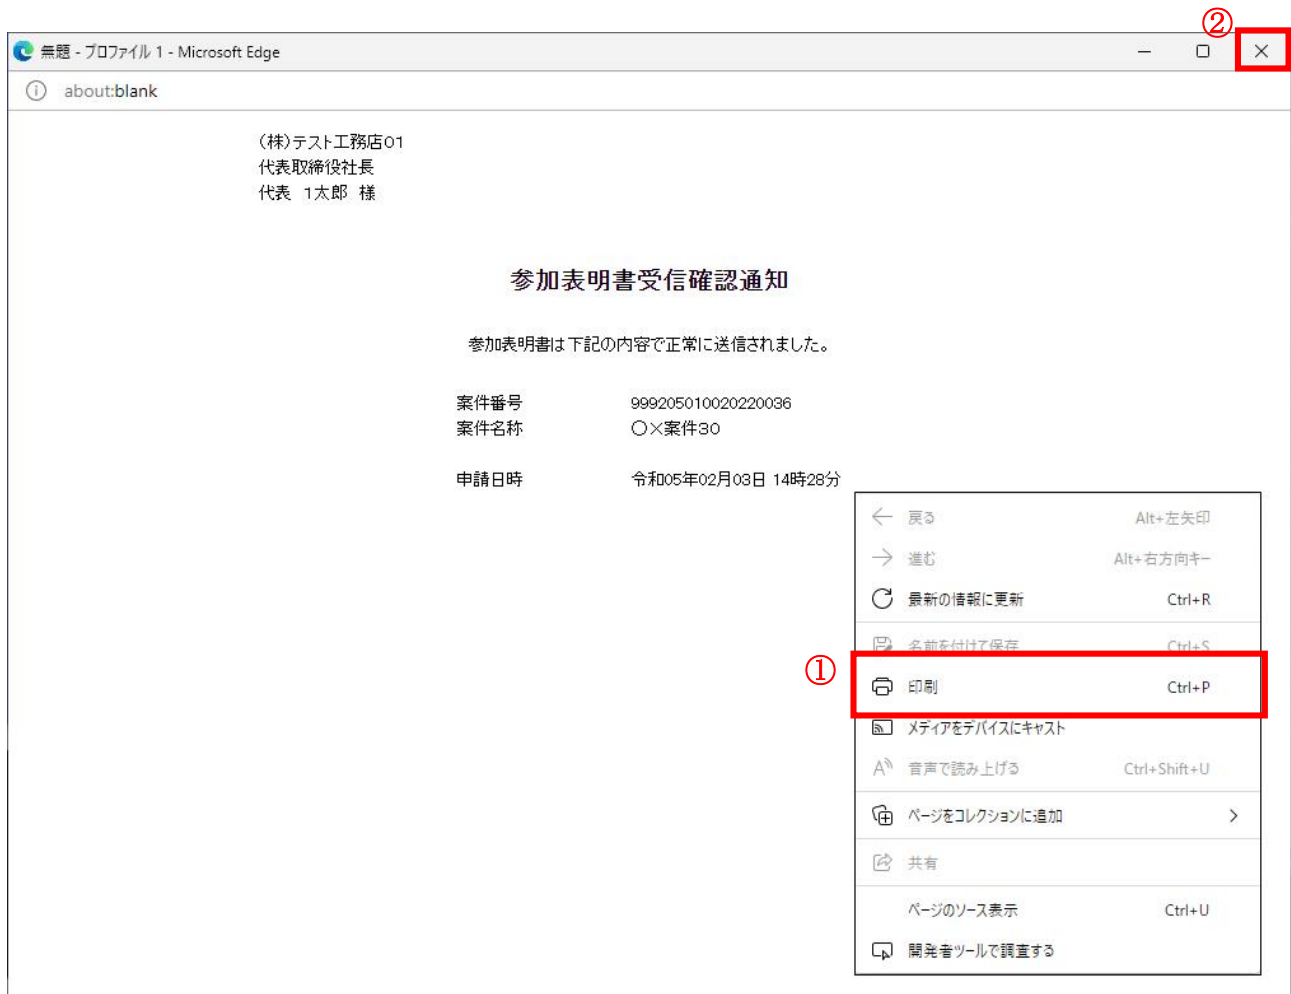 ②
無題 - プロファイル 1 - Microsoft Edge
about:blank
(株)テスト工務店01
代表取締役社長
代表 1太郎 様
参加表明書受信確認通知
参加表明書は下記の内容で正常に送信されました。
案件番号 999205010020220036
案件名称 〇×案件30
申請日時 令和05年02月03日 14時28分
戻る Alt+左矢印
進む Alt+右方向キー
最新の情報に更新 Ctrl+R
名前を付けて保存 Ctrl+S
①
印刷 Ctrl+P
メディアをデバイスにキャスト
音声で読み上げる Ctrl+Shift+U
ページをコレクションに追加
共有
ページのソース表示 Ctrl+U
開発者ツールで調査する